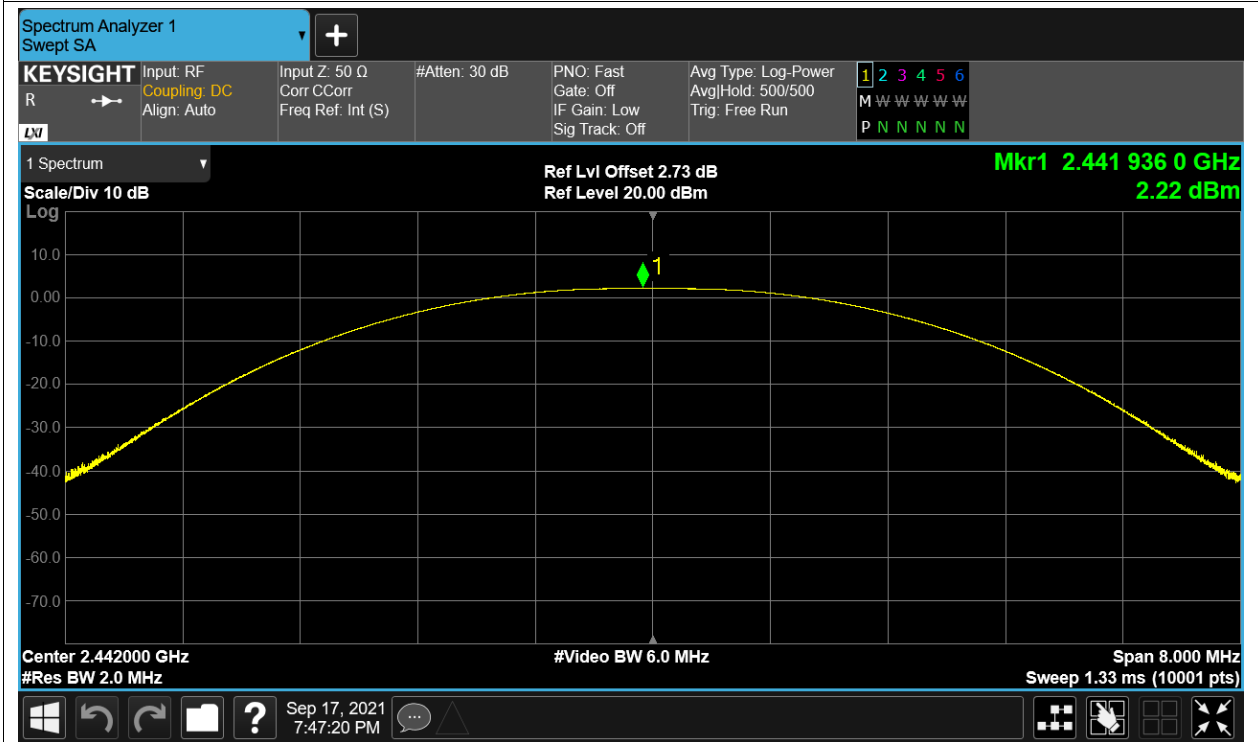 Spectrum Analyzer 1
Swept SA
KEYSIGHT
R
LXI
Input: RF
Coupling: DC
Align: Auto
Input Z: 50 Ω
Corr CCorr
Freq Ref: Int (S)
#Atten: 30 dB
PNO: Fast
Gate: Off
IF Gain: Low
Sig Track: Off
Avg Type: Log-Power
Avg|Hold: 500/500
Trig: Free Run
1 2 3 4 5 6
M W W W W W
P N N N N N
1 Spectrum
Scale/Div 10 dB
Log
Ref Lvl Offset 2.73 dB
Ref Level 20.00 dBm
Mkr1 2.441 936 0 GHz
2.22 dBm
10.0
1
0.00
-10.0
-20.0
-30.0
-40.0
-50.0
-60.0
-70.0
Center 2.442000 GHz
#Res BW 2.0 MHz
#Video BW 6.0 MHz
Span 8.000 MHz
Sweep 1.33 ms (10001 pts)
?
Sep 17, 2021
7:47:20 PM